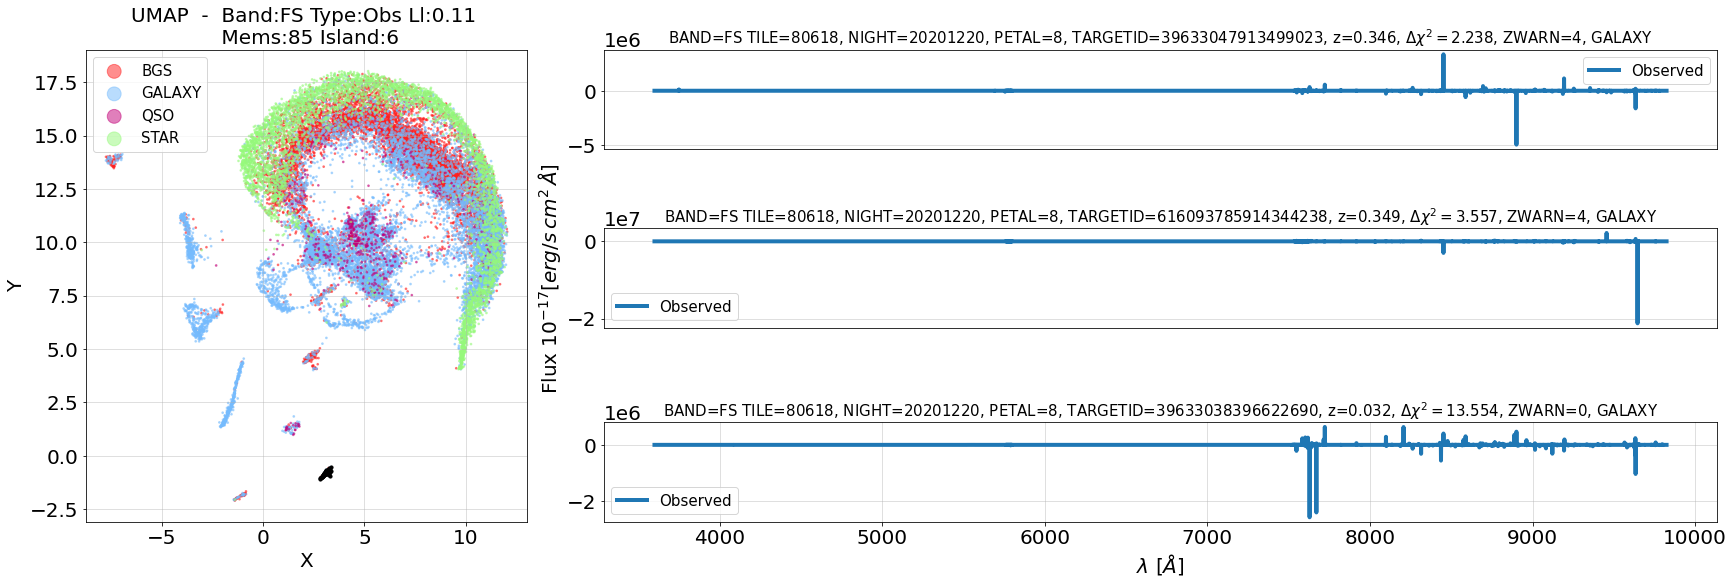 UMAP - Band:FS Type:Obs Ll:0.11
Mems:85 Island:6
BGS
GALAXY
QSO
STAR
17.5
15.0
12.5
10.0
7.5
5.0
2.5
0.0
−2.5
Y
−5
0
5
10
X
Flux 10⁻¹⁷[erg/s cm² Å]
1e6
BAND=FS TILE=80618, NIGHT=20201220, PETAL=8, TARGETID=39633047913499023, z=0.346, Δχ² = 2.238, ZWARN=4, GALAXY
Observed
0
−5
1e7
BAND=FS TILE=80618, NIGHT=20201220, PETAL=8, TARGETID=616093785914344238, z=0.349, Δχ² = 3.557, ZWARN=4, GALAXY
0
Observed
−2
1e6
BAND=FS TILE=80618, NIGHT=20201220, PETAL=8, TARGETID=39633038396622690, z=0.032, Δχ² = 13.554, ZWARN=0, GALAXY
0
Observed
−2
4000
5000
6000
7000
8000
9000
10000
λ [Å]